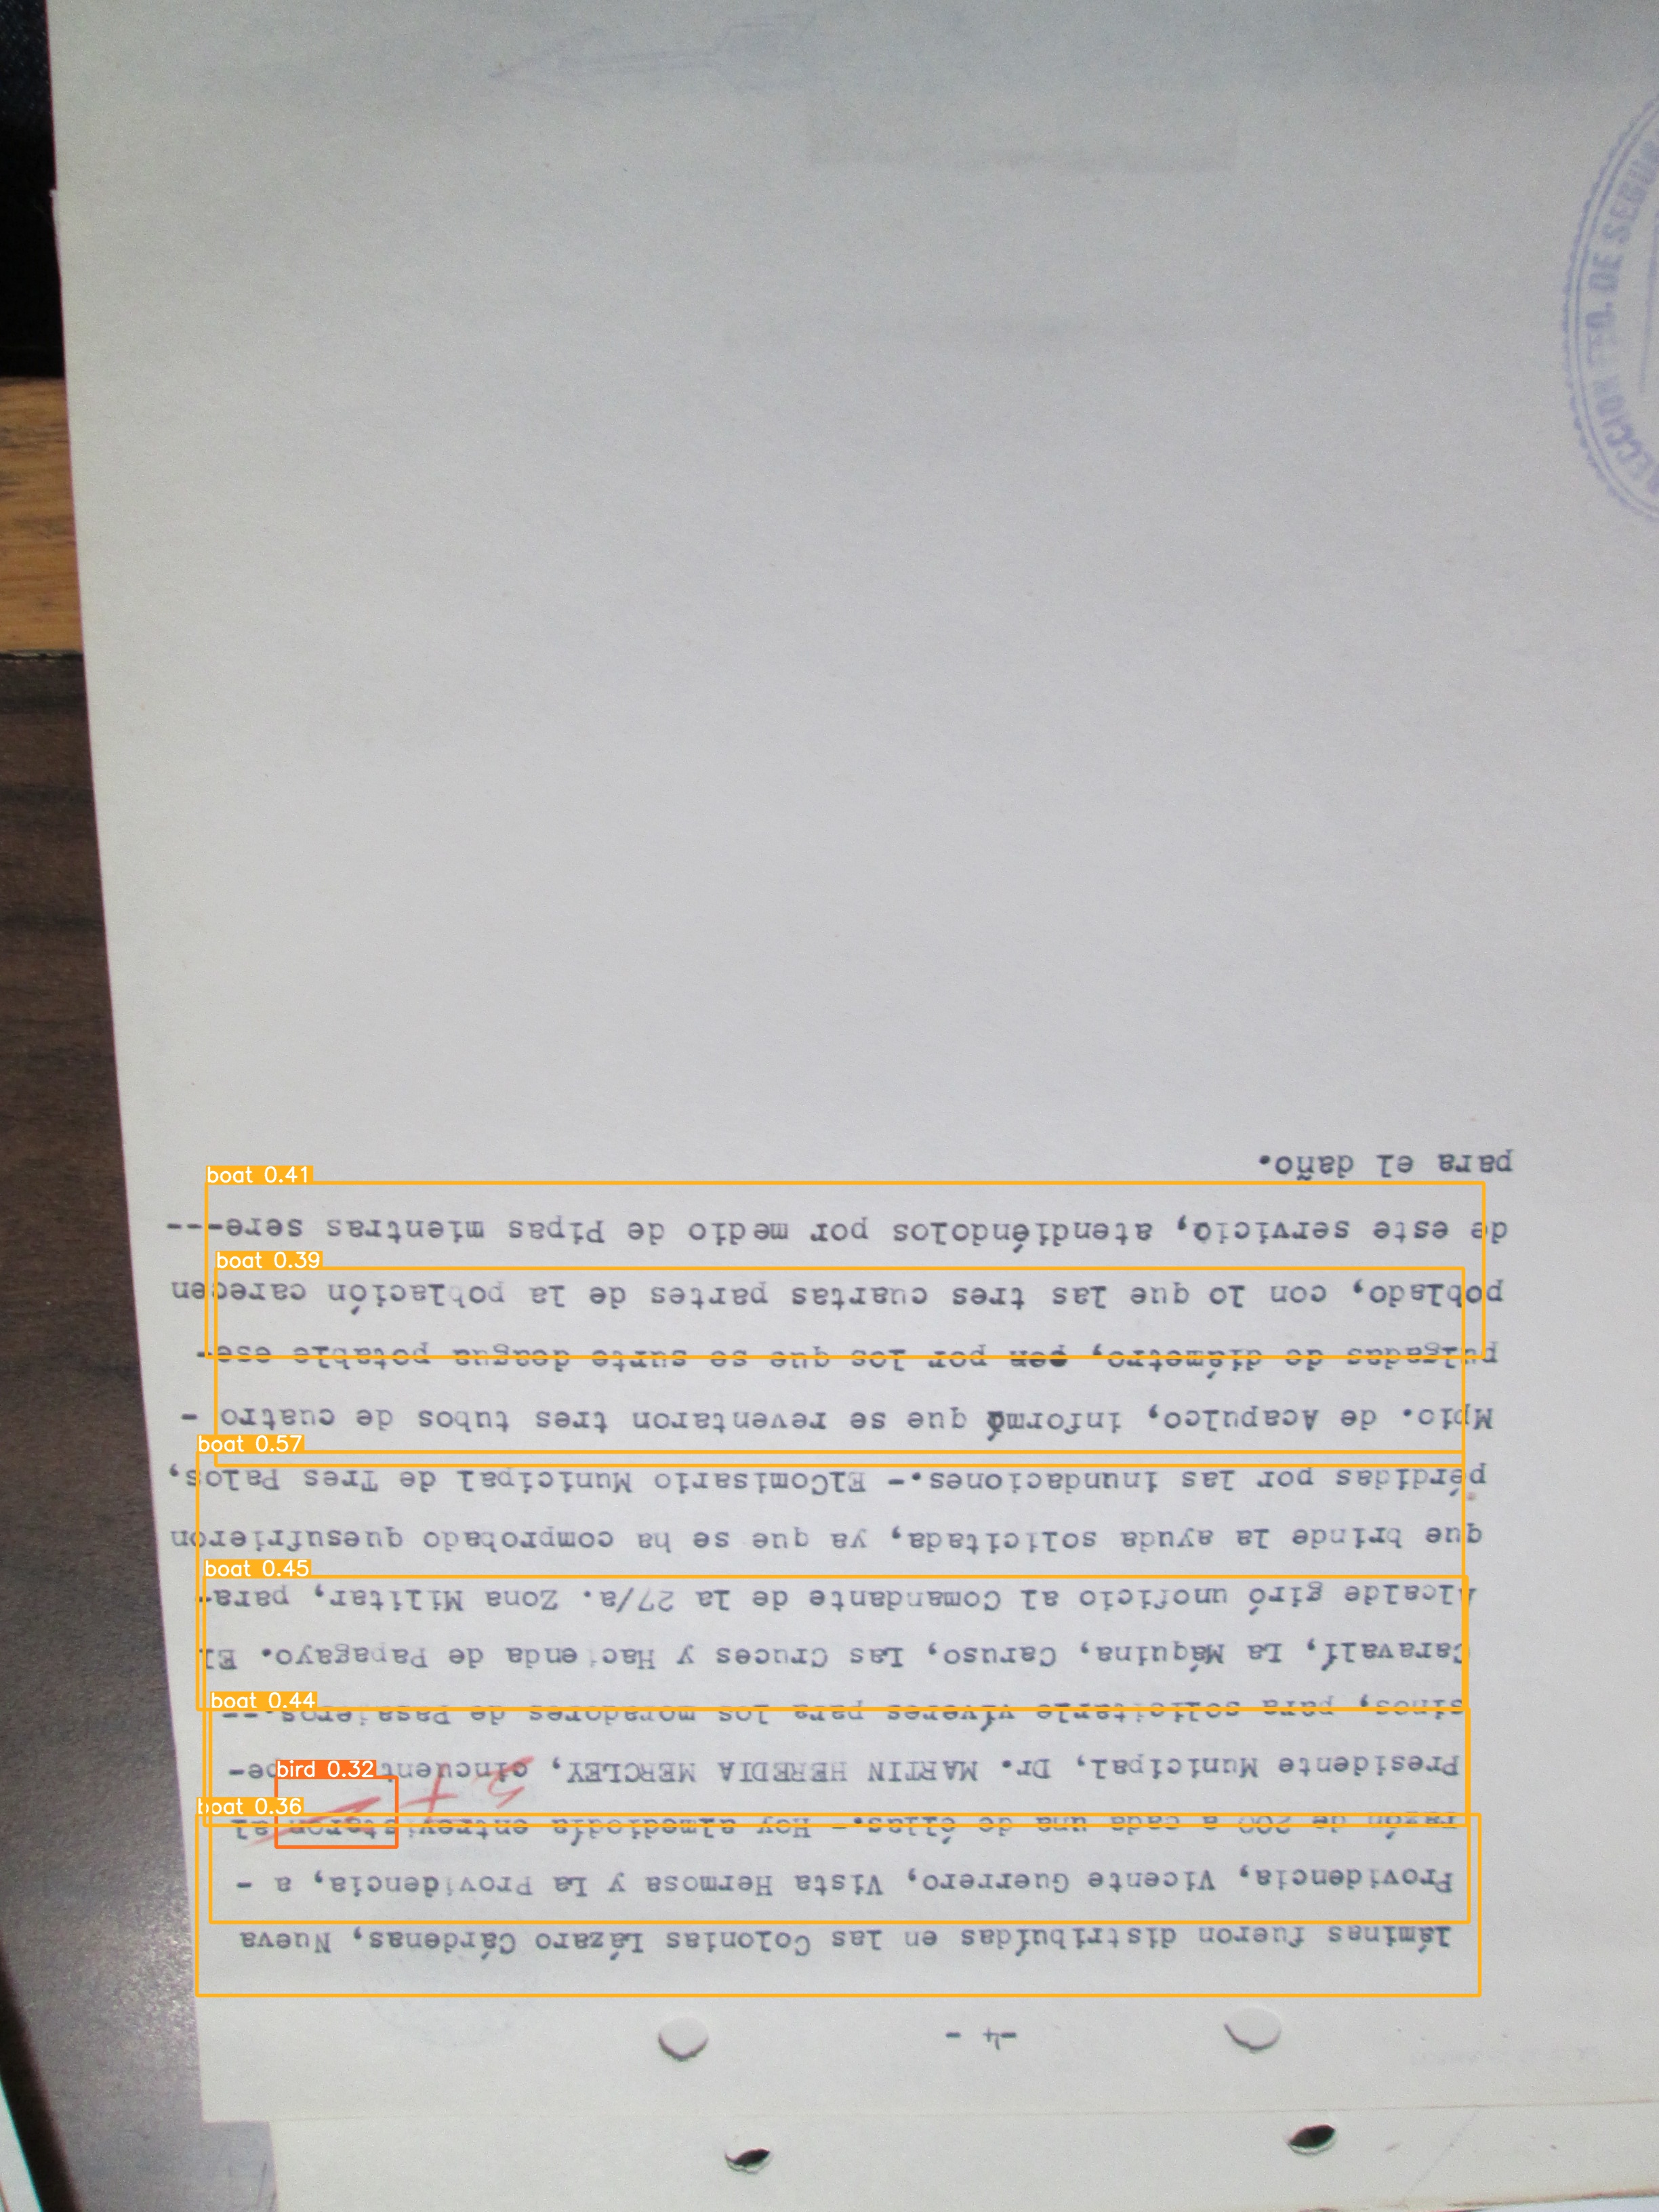 -4-
láminas fueron distribuídas en las Colonias Lázaro Cárdenas, Nueva
Providencia, Vicente Guerrero, Vista Hermosa y La Providencia, a -
razón de 200 a cada una de éllas.- Hoy almediodía entrevistaron al
Presidente Municipal, Dr. MARTIN HEREDIA MERCLEY,
sinos, para solicitarle víveres para los moradores de Pasajeros.--
Caravalí, La Máquina, Caruso, Las Cruces y Hacienda de Papagayo. El
Alcalde giró unoficio al Comandante de la 27/a. Zona Militar, para-
que brinde la ayuda solicitada, ya que se ha comprobado quesufrieron
pérdidas por las inundaciones.- ElComisario Municipal de Tres Palos,
Mpio. de Acapulco, informó que se reventaron tres tubos de cuatro -
pulgadas de diámetro, por los que se surte deagua potable ese-
poblado, con lo que las tres cuartas partes de la población carecen
de este servicio, atendiéndolos por medio de Pipas mientras sere---
para el daño.
DE SEGU
boat 0.41
boat 0.39
boat 0.57
boat 0.45
boat 0.44
bird 0.32
boat 0.36